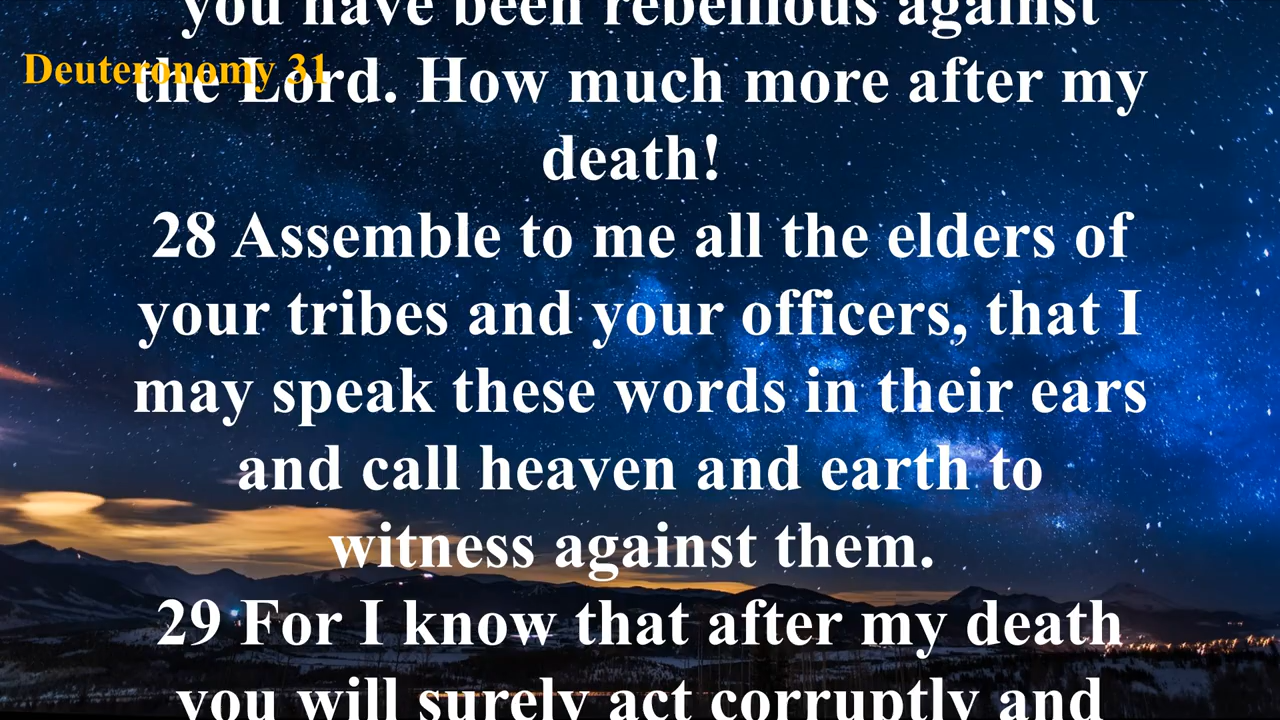 you have been rebellious against
Deuteronomy 31
the Lord. How much more after my
death!
28 Assemble to me all the elders of
your tribes and your officers, that I
may speak these words in their ears
and call heaven and earth to
witness against them.
29 For I know that after my death
you will surely act corruptly and